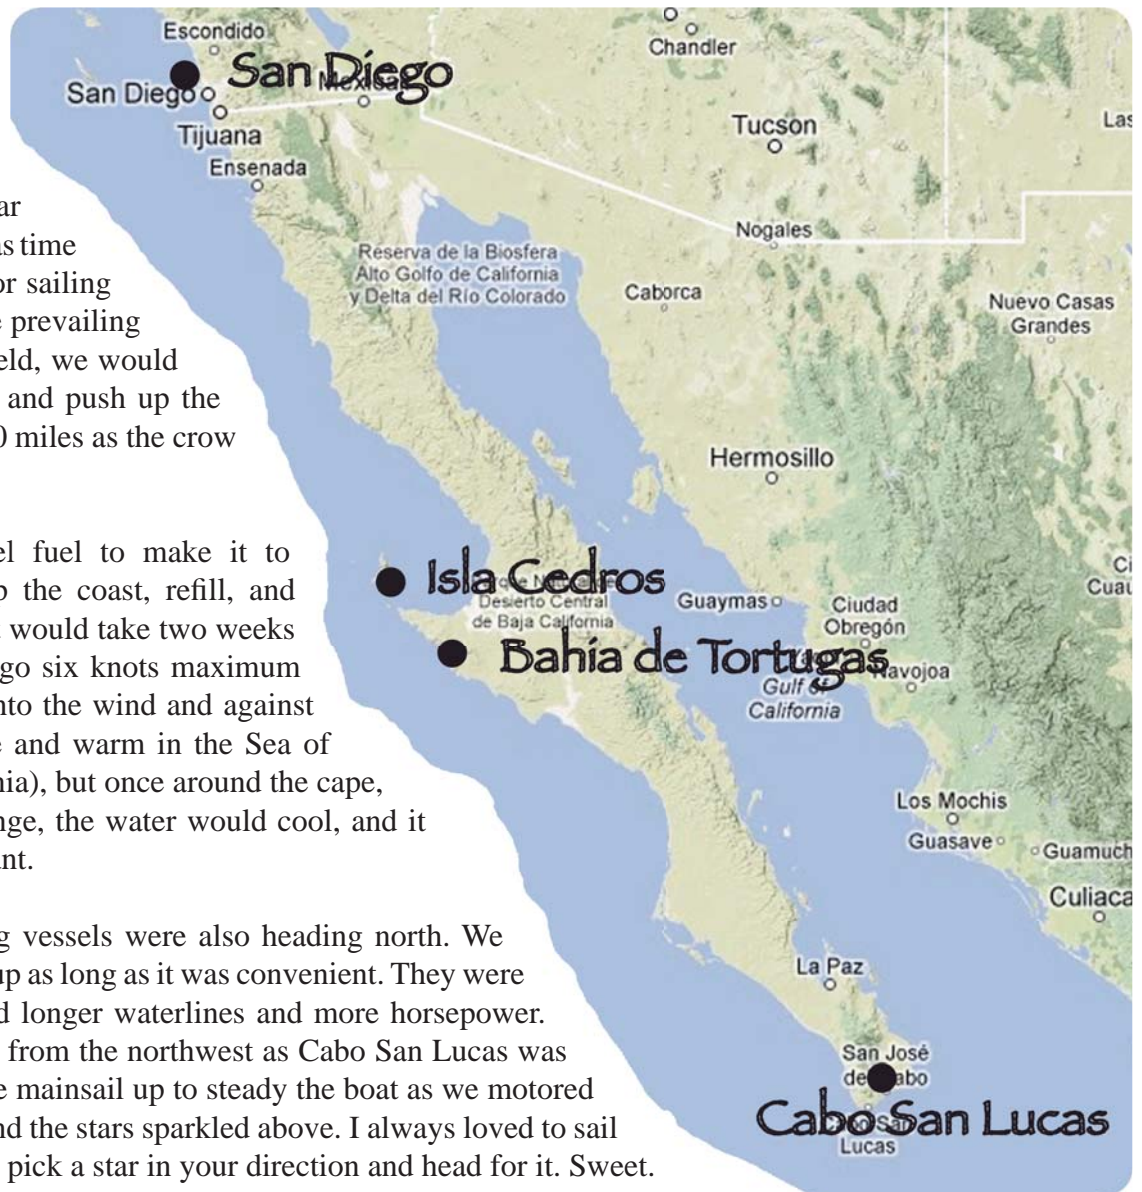 Escondido
Chandler
San Diego
Mexicali
San Diego
Tijuana
Tucson
Las
Ensenada
Nogales
Reserva de la Biosfera
Alto Golfo de California
y Delta del Río Colorado
Caborca
Nuevo Casas
Grandes
Hermosillo
Isla Cedros
Desierto Central
de Baja California
Guaymas
Ciudad
Obregón
Ci
Cuau
Bahía de Tortugas
Navojoa
Gulf of
California
Los Mochis
Guasave
Guamuch
Culiaca
La Paz
San José
del Cabo
Cabo San Lucas
Cabo San
Lucas
ar
as time
or sailing
e prevailing
eld, we would
and push up the
0 miles as the crow
el fuel to make it to
p the coast, refill, and
t would take two weeks
go six knots maximum
nto the wind and against
e and warm in the Sea of
nia), but once around the cape,
nge, the water would cool, and it
ant.
g vessels were also heading north. We
up as long as it was convenient. They were
d longer waterlines and more horsepower.
from the northwest as Cabo San Lucas was
e mainsail up to steady the boat as we motored
nd the stars sparkled above. I always loved to sail
pick a star in your direction and head for it. Sweet.